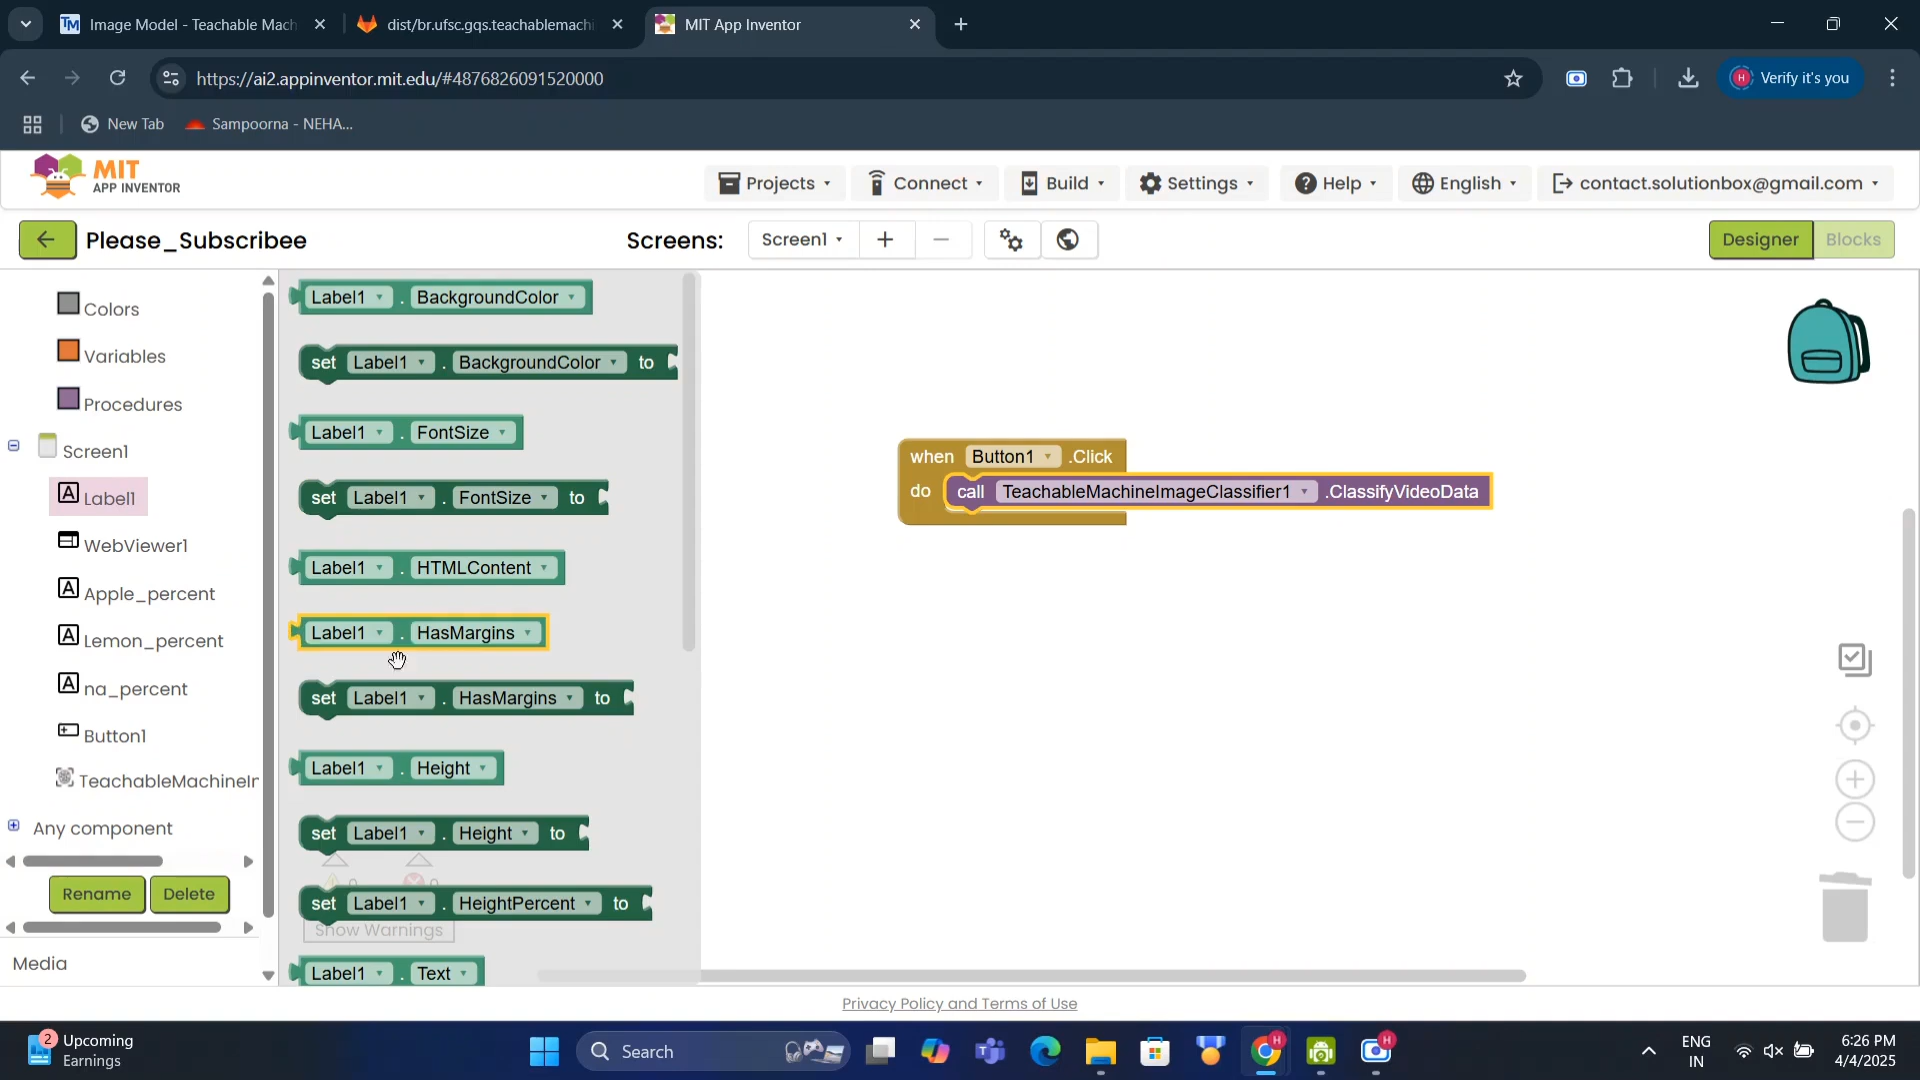 Image Model - Teachable Mach
dist/br.ufsc.gqs.teachablemachi
MIT App Inventor
https://ai2.appinventor.mit.edu/#4876826091520000
H
Verify it's you
New Tab
Sampoorna - NEHA...
MIT
APP INVENTOR
Projects
Connect
Build
Settings
Help
English
contact.solutionbox@gmail.com
Please_Subscribee
Screens:
Screen1
Designer
Blocks
Colors
Variables
Procedures
Screen1
Label1
WebViewer1
Apple_percent
Lemon_percent
na_percent
Button1
TeachableMachineIr
Any component
Rename
Delete
Media
Label1 . BackgroundColor
set Label1 . BackgroundColor to
Label1 . FontSize
set Label1 . FontSize to
Label1 . HTMLContent
Label1 . HasMargins
set Label1 . HasMargins to
Label1 . Height
set Label1 . Height to
set Label1 . HeightPercent to
Show Warnings
Label1 . Text
when Button1 .Click
do call TeachableMachineImageClassifier1 .ClassifyVideoData
Privacy Policy and Terms of Use
2
Upcoming
Earnings
Search
ENG
IN
6:26 PM
4/4/2025